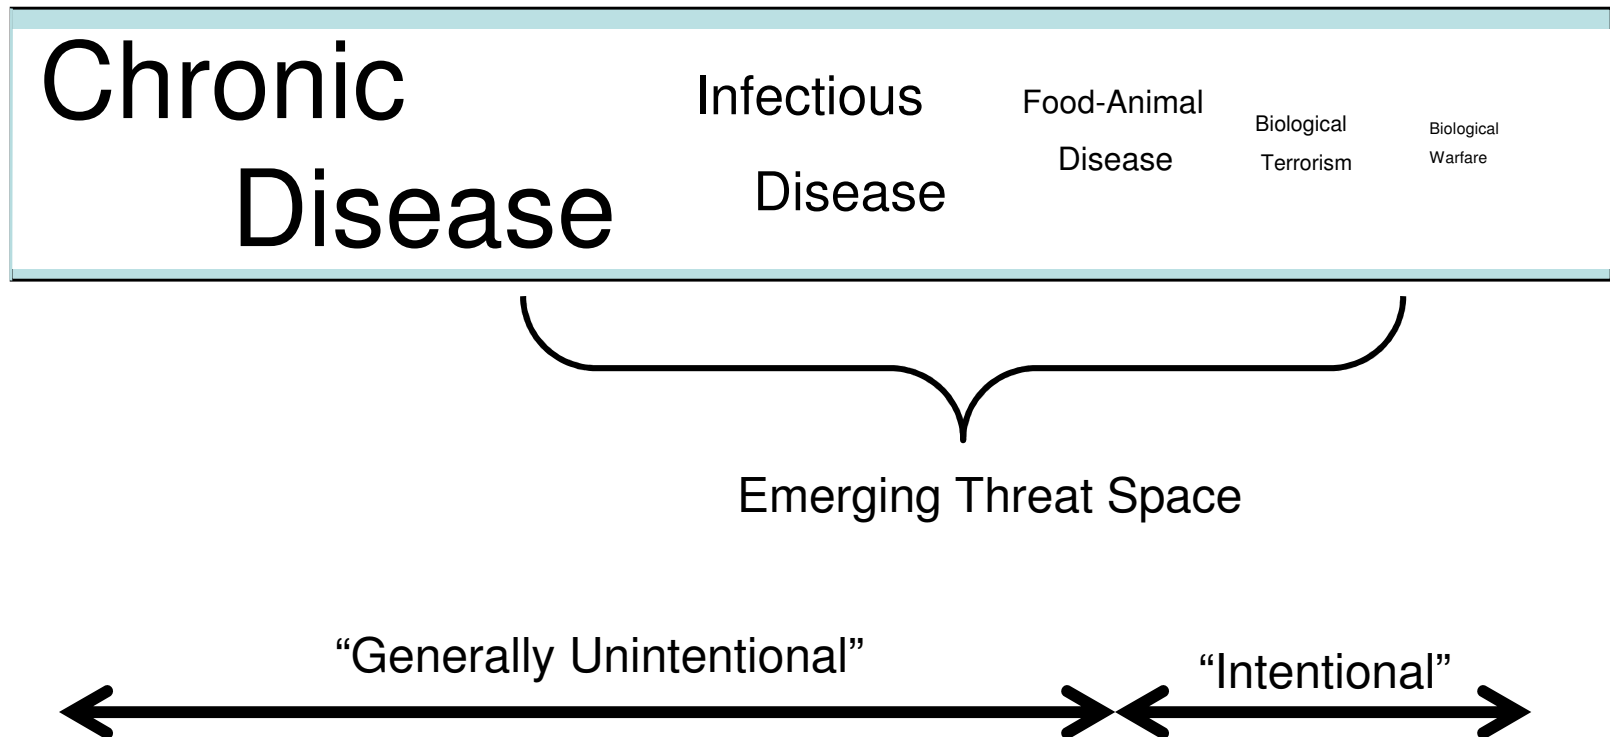 Chronic
Disease
Infectious
Disease
Food-Animal
Disease
Biological
Terrorism
Biological
Warfare
Emerging Threat Space
“Generally Unintentional”
“Intentional”